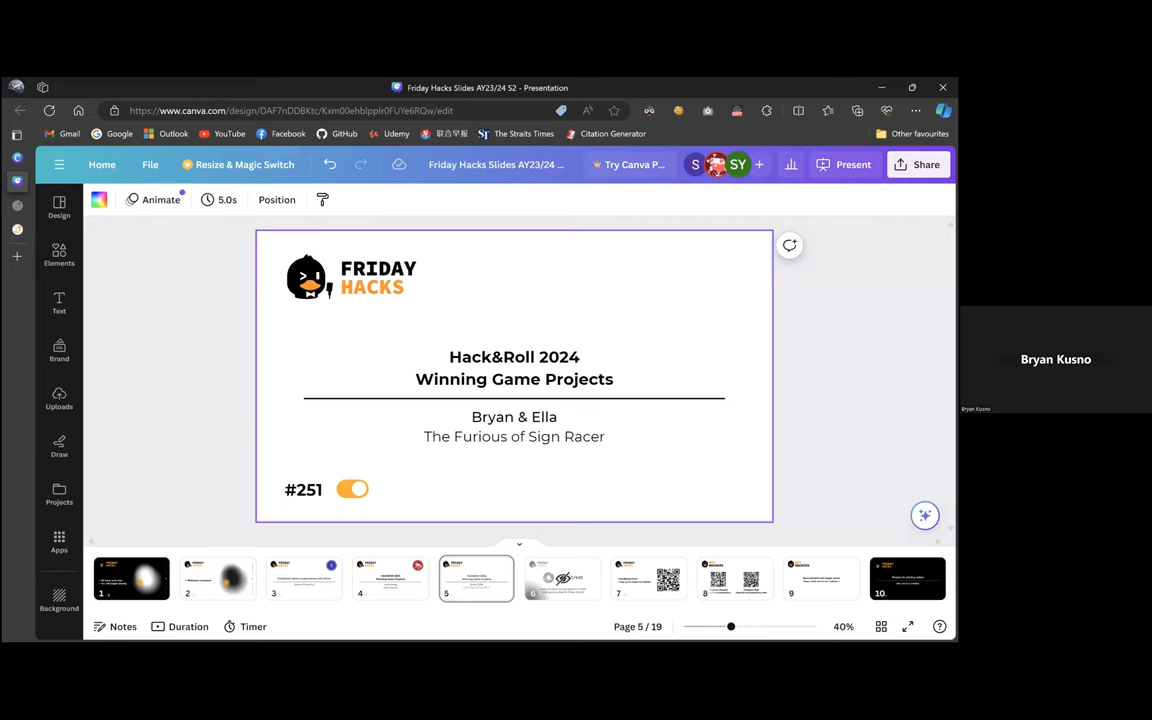 Friday Hacks Slides AY23/24 S2 - Presentation
https://www.canva.com/design/DAF7nDDBKtc/Kxm00ehblpplr0FUYe6RQw/edit
Gmail Google Outlook YouTube Facebook GitHub Udemy 联合早报 The Straits Times Citation Generator Other favourites
Home File Resize & Magic Switch Friday Hacks Slides AY23/24 ... Try Canva P... S SY Present Share
Animate 5.0s Position
Design
Elements
Text
Brand
Uploads
Draw
Projects
Apps
Background
FRIDAY
HACKS
Hack&Roll 2024
Winning Game Projects
Bryan & Ella
The Furious of Sign Racer
#251
Bryan Kusno
Bryan Kusno
1 2 3 4 5 6 7 8 9 10
Notes Duration Timer Page 5 / 19 40%